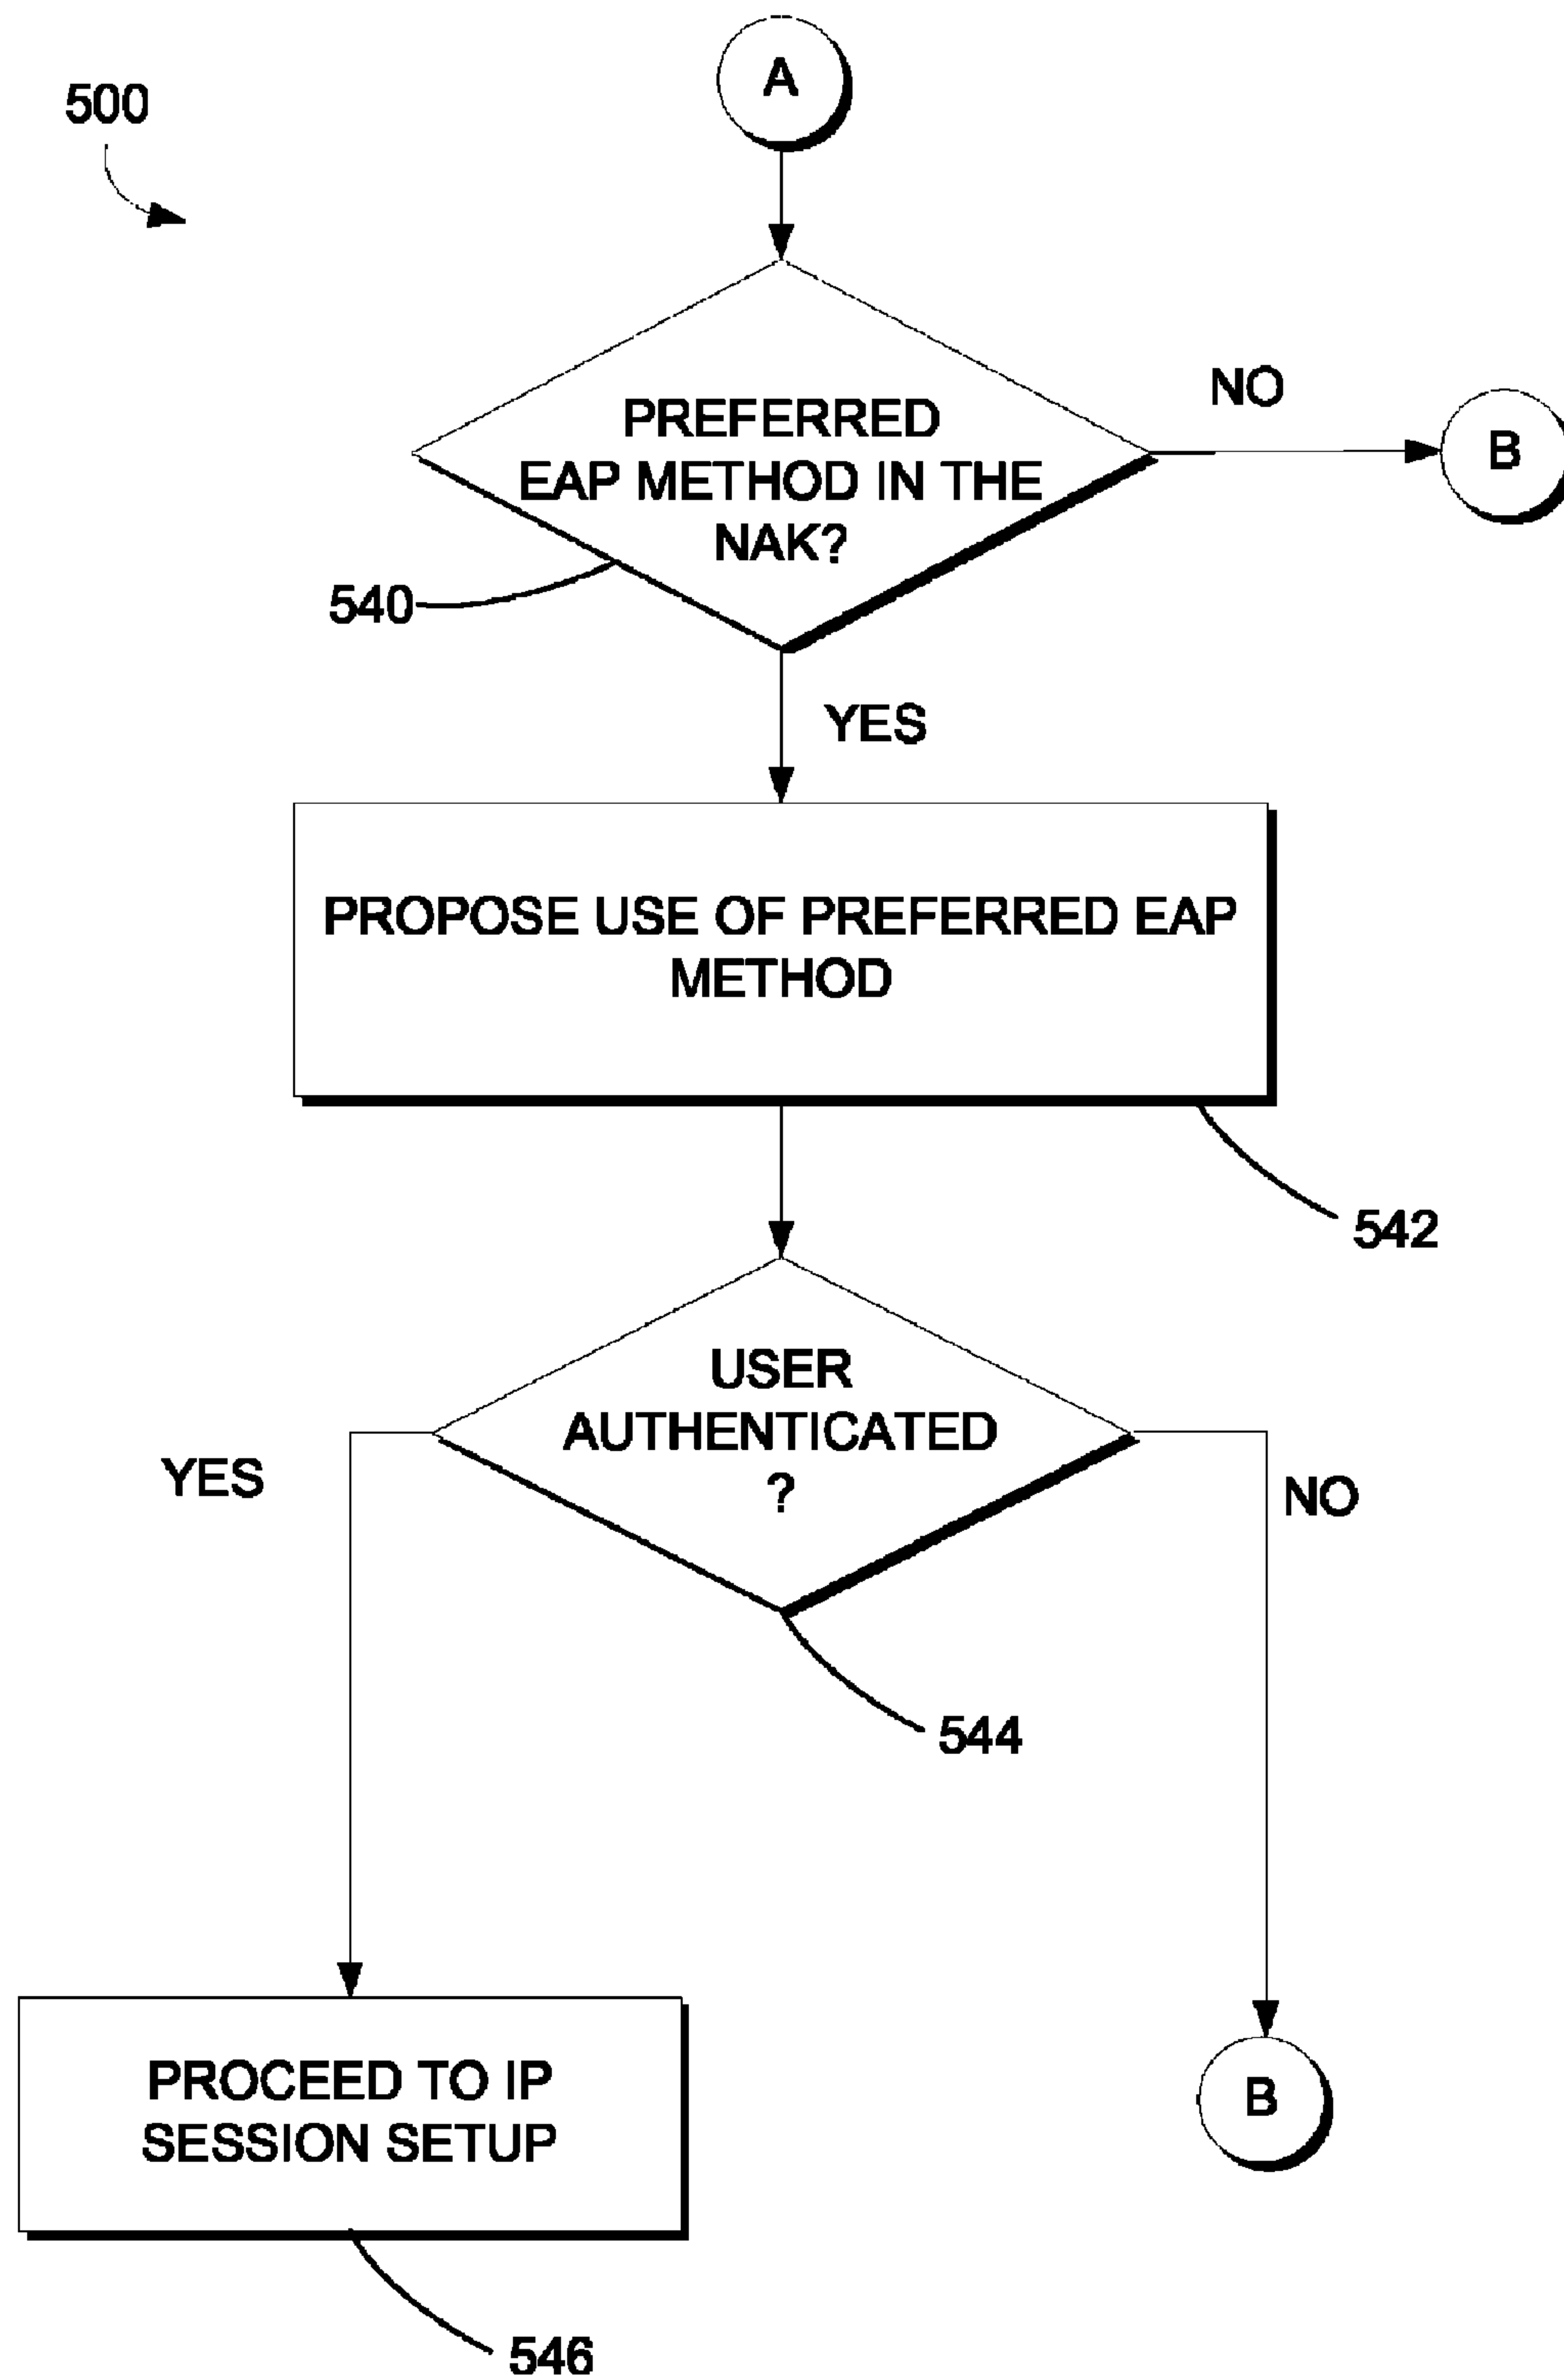 A
500
PREFERRED
EAP METHOD IN THE
NAK?
NO
B
540
YES
PROPOSE USE OF PREFERRED EAP
METHOD
542
USER
AUTHENTICATED
?
YES
NO
544
PROCEED TO IP
SESSION SETUP
B
546